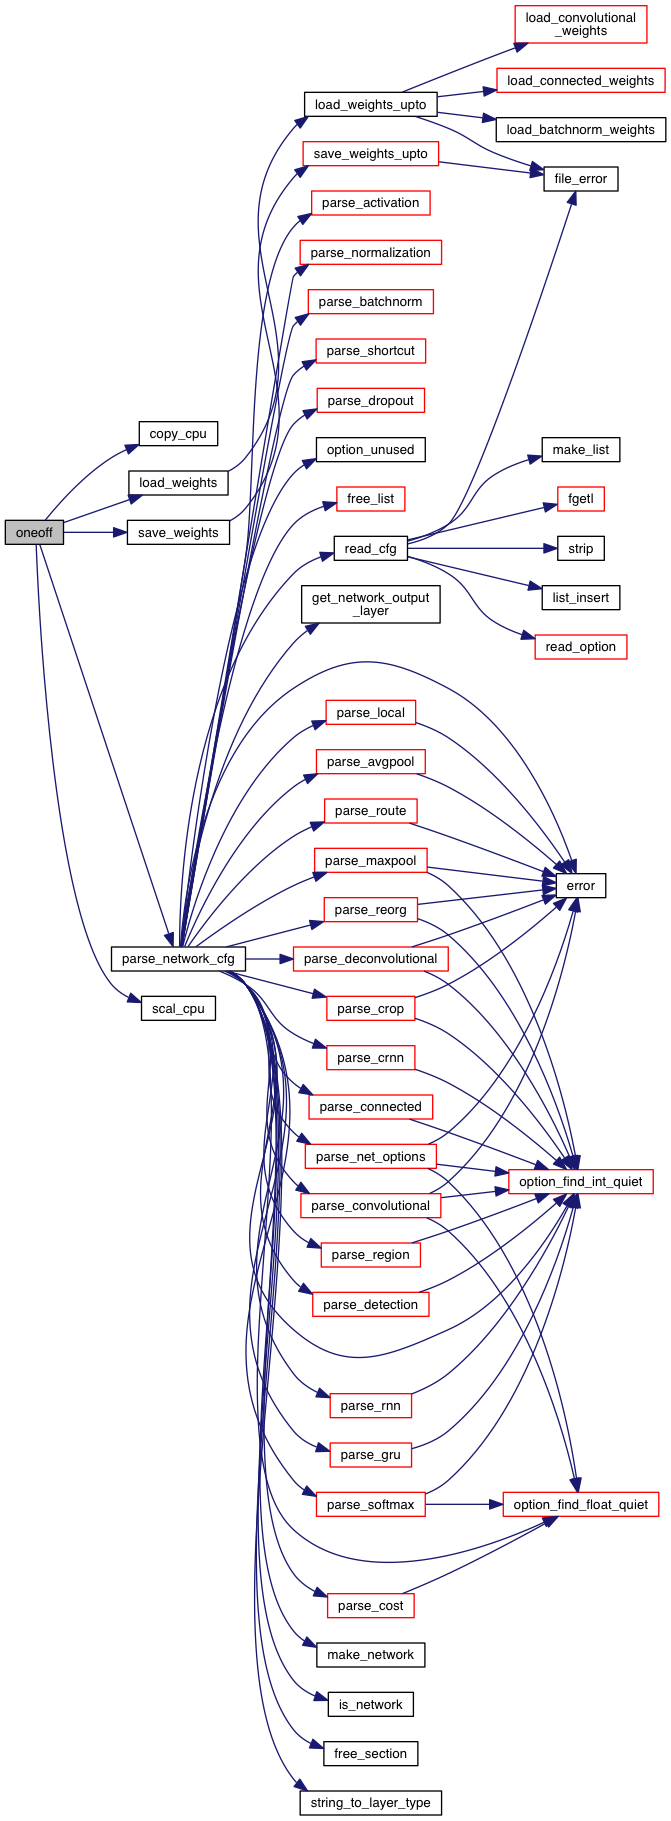 load_convolutional
_weights
load_weights_upto
load_connected_weights
load_batchnorm_weights
save_weights_upto
file_error
parse_activation
parse_normalization
parse_batchnorm
parse_shortcut
parse_dropout
copy_cpu
option_unused
make_list
load_weights
free_list
fgetl
oneoff
save_weights
read_cfg
strip
get_network_output
_layer
list_insert
read_option
parse_local
parse_avgpool
parse_route
parse_maxpool
error
parse_reorg
parse_network_cfg
parse_deconvolutional
scal_cpu
parse_crop
parse_crnn
parse_connected
parse_net_options
option_find_int_quiet
parse_convolutional
parse_region
parse_detection
parse_rnn
parse_gru
parse_softmax
option_find_float_quiet
parse_cost
make_network
is_network
free_section
string_to_layer_type